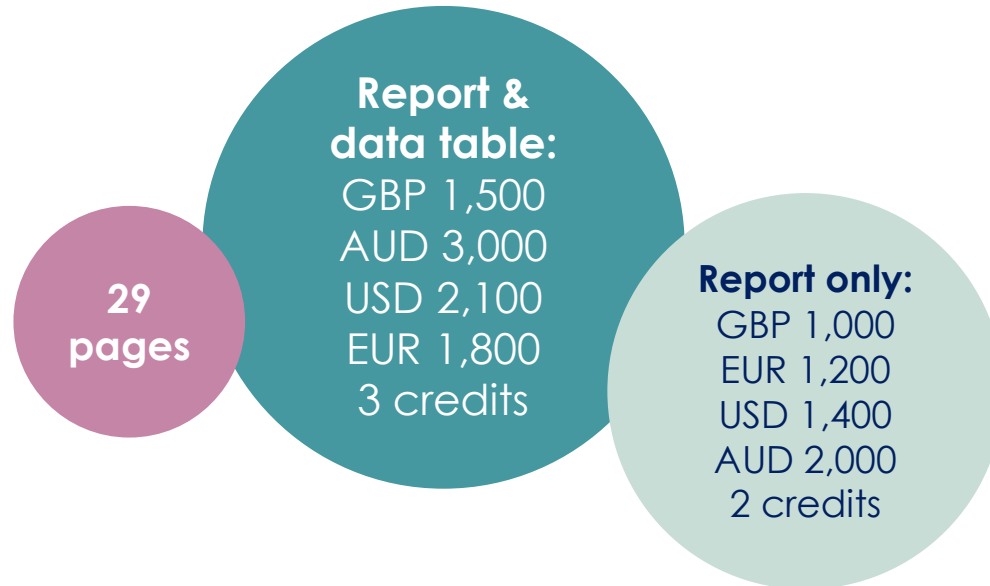 29
pages
Report &
data table:
GBP 1,500
AUD 3,000
USD 2,100
EUR 1,800
3 credits
Report only:
GBP 1,000
EUR 1,200
USD 1,400
AUD 2,000
2 credits